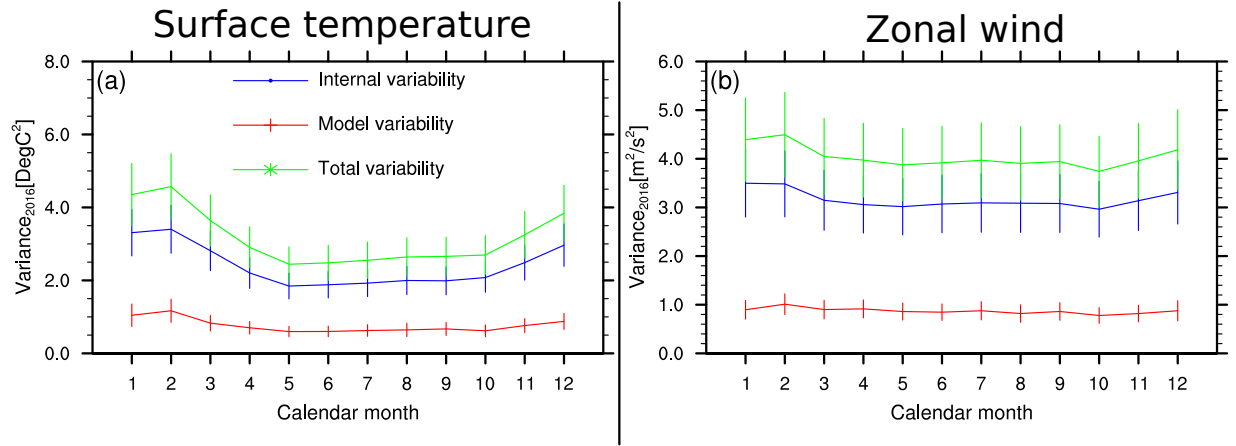 Surface temperature
Zonal wind
(a)
Internal variability
Model variability
Total variability
Variance2016[DegC²]
8.0
6.0
4.0
2.0
0.0
1 2 3 4 5 6 7 8 9 10 11 12
Calendar month
(b)
Variance2016[m²/s²]
6.0
5.0
4.0
3.0
2.0
1.0
0.0
1 2 3 4 5 6 7 8 9 10 11 12
Calendar month